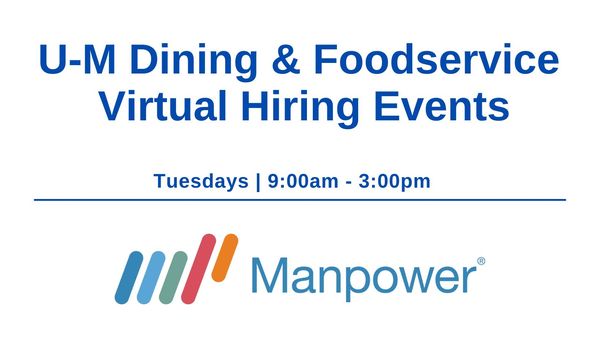 U-M Dining & Foodservice
Virtual Hiring Events
Tuesdays | 9:00am - 3:00pm
Manpower®